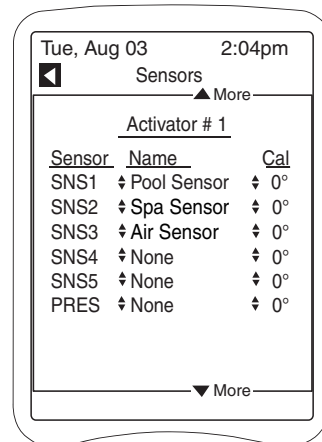 Tue, Aug 03 2:04pm
Sensors
More
Activator # 1
Sensor Name Cal
SNS1 Pool Sensor 0°
SNS2 Spa Sensor 0°
SNS3 Air Sensor 0°
SNS4 None 0°
SNS5 None 0°
PRES None 0°
More